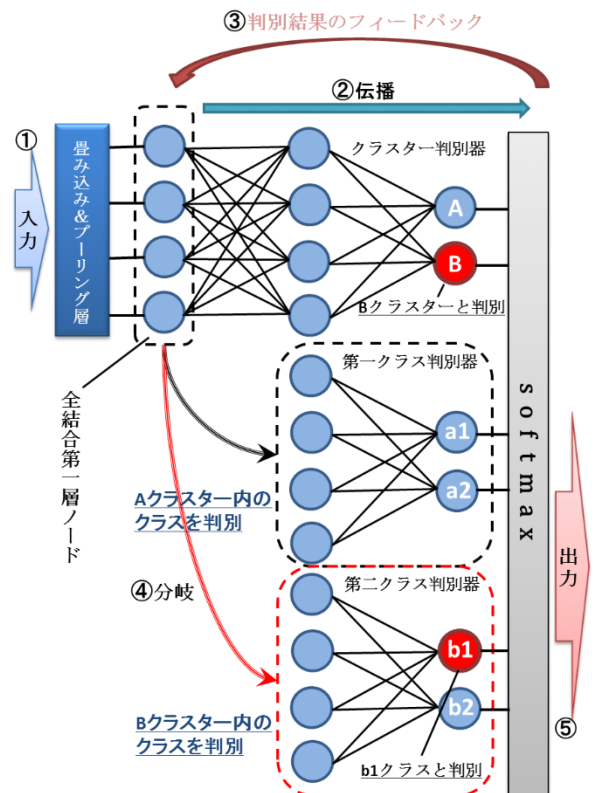 ③判別結果のフィードバック
②伝播
①
入力
畳み込み&プーリング層
クラスター判別器
A
B
Bクラスターと判別
全結合第一層ノード
第一クラス判別器
a1
a2
Aクラスター内の
クラスを判別
softmax
④分岐
第二クラス判別器
b1
b2
Bクラスター内の
クラスを判別
b1クラスと判別
出力
⑤